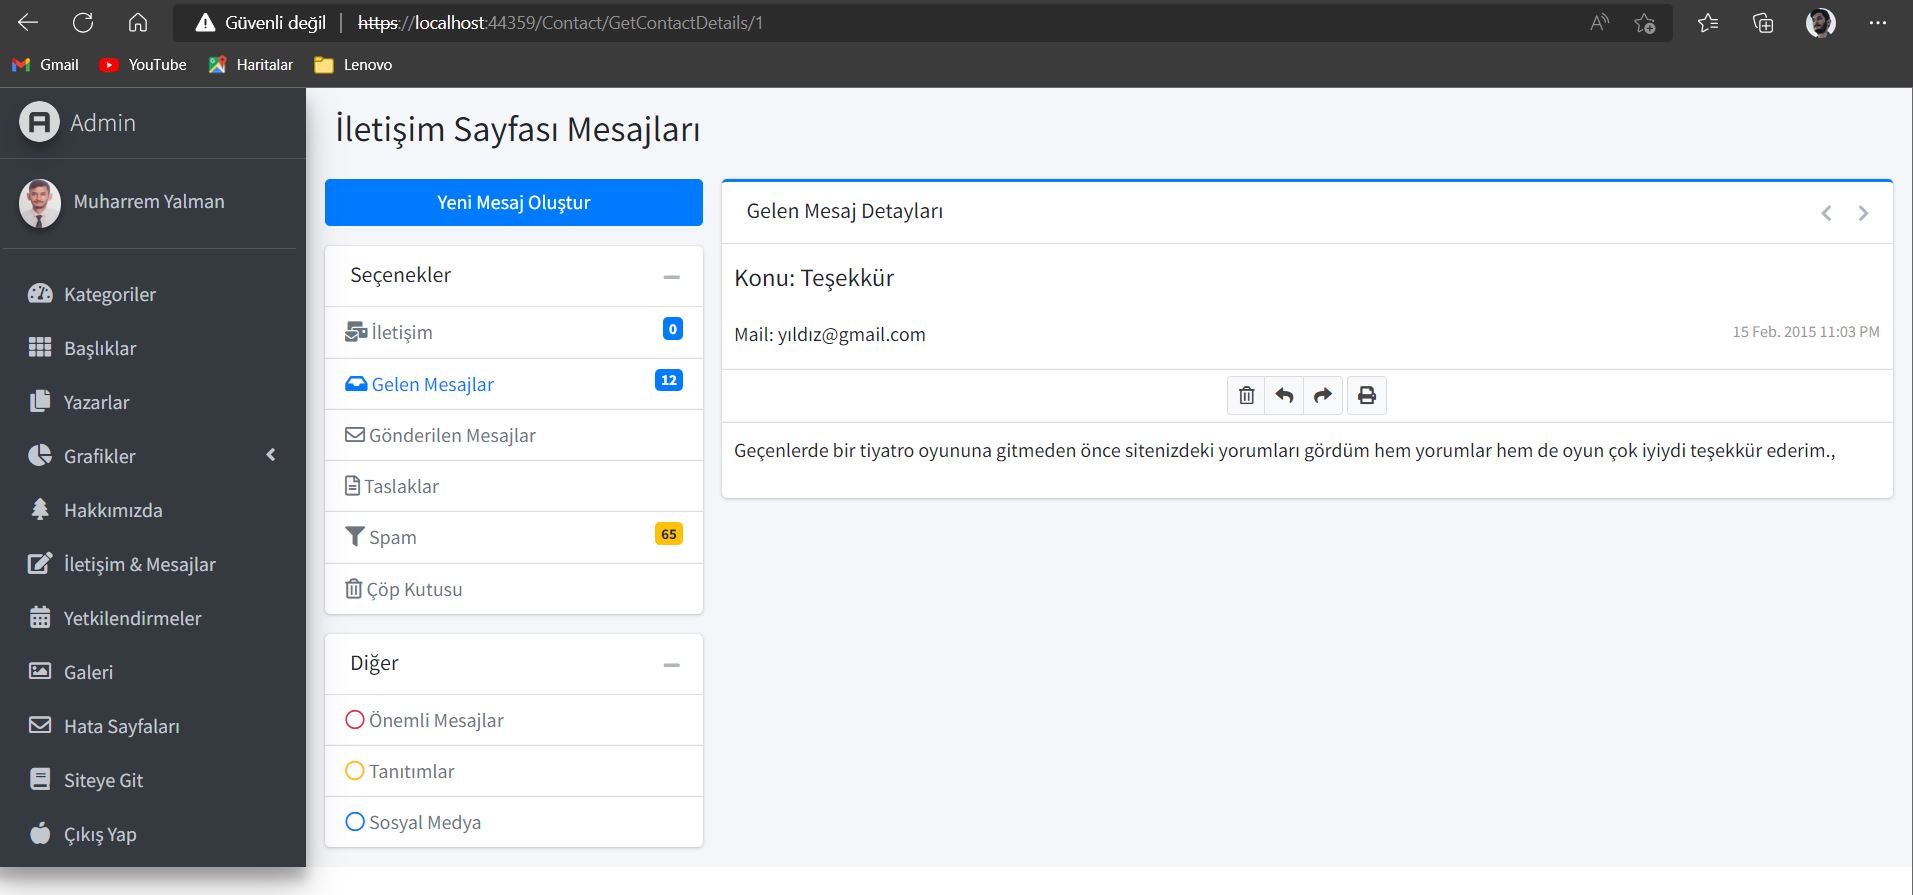 Güvenli değil | https://localhost:44359/Contact/GetContactDetails/1
Gmail YouTube Haritalar Lenovo
Admin
Muharrem Yalman
Kategoriler
Başlıklar
Yazarlar
Grafikler
Hakkımızda
İletişim & Mesajlar
Yetkilendirmeler
Galeri
Hata Sayfaları
Siteye Git
Çıkış Yap
İletişim Sayfası Mesajları
Yeni Mesaj Oluştur
Seçenekler
İletişim 0
Gelen Mesajlar 12
Gönderilen Mesajlar
Taslaklar
Spam 65
Çöp Kutusu
Diğer
Önemli Mesajlar
Tanıtımlar
Sosyal Medya
Gelen Mesaj Detayları
Konu: Teşekkür
Mail: yıldız@gmail.com 15 Feb. 2015 11:03 PM
Geçenlerde bir tiyatro oyununa gitmeden önce sitenizdeki yorumları gördüm hem yorumlar hem de oyun çok iyiydi teşekkür ederim.,